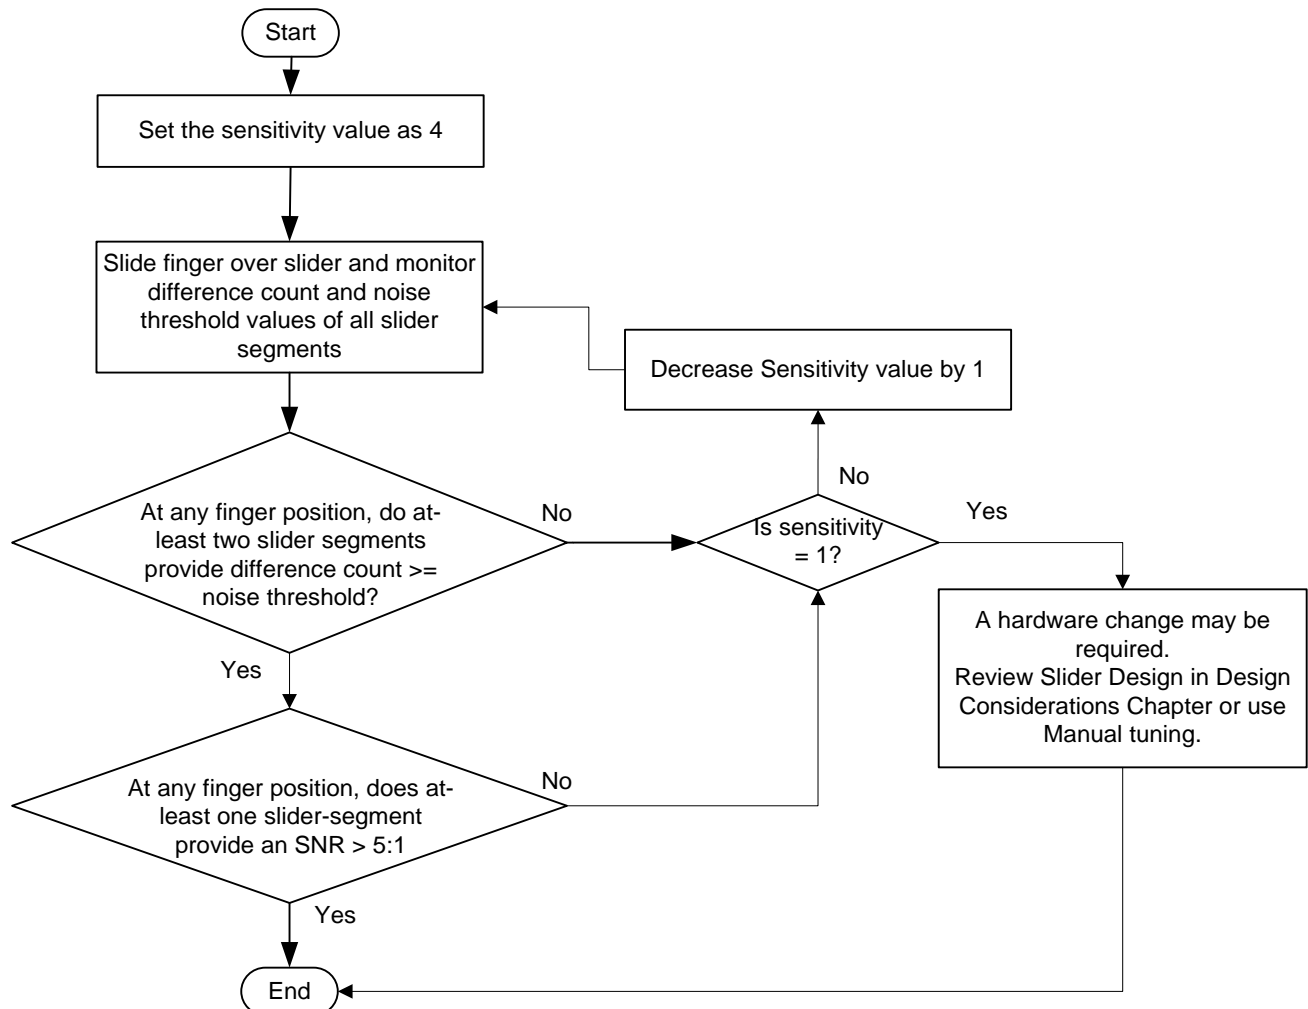 Start
Set the sensitivity value as 4
Slide finger over slider and monitor
difference count and noise
threshold values of all slider
segments
Decrease Sensitivity value by 1
No
At any finger position, do at-
least two slider segments
provide difference count >=
noise threshold?
No
Is sensitivity
= 1?
Yes
A hardware change may be
required.
Review Slider Design in Design
Considerations Chapter or use
Manual tuning.
Yes
At any finger position, does at-
least one slider-segment
provide an SNR > 5:1
No
Yes
End